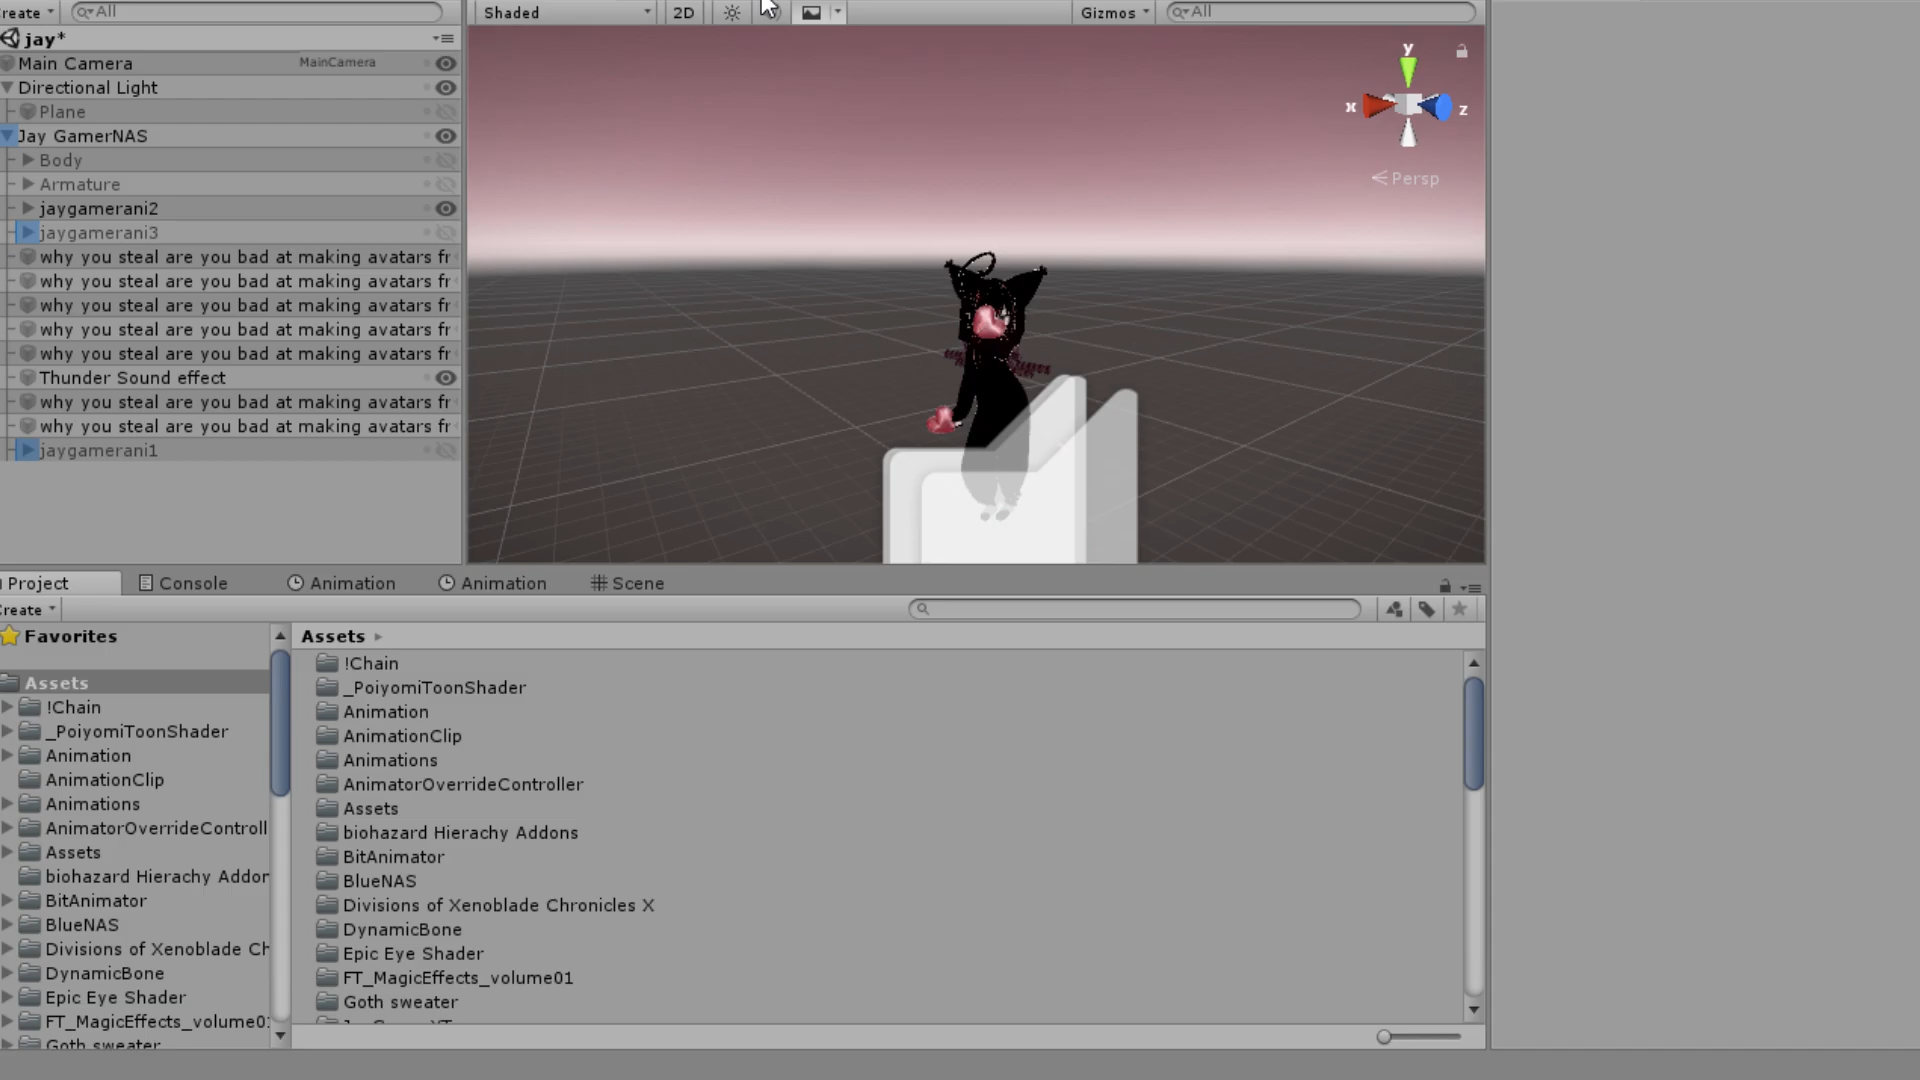 reate
All
jay*
Main Camera
MainCamera
Directional Light
Plane
Jay GamerNAS
Body
Armature
jaygamerani2
jaygamerani3
why you steal are you bad at making avatars fr
why you steal are you bad at making avatars fr
why you steal are you bad at making avatars fr
why you steal are you bad at making avatars fr
why you steal are you bad at making avatars fr
Thunder Sound effect
why you steal are you bad at making avatars fr
why you steal are you bad at making avatars fr
jaygamerani1
Shaded
2D
Gizmos
All
y
x
z
Persp
Project
Console
Animation
Animation
Scene
reate
Favorites
Assets
!Chain
_PoiyomiToonShader
Animation
AnimationClip
Animations
AnimatorOverrideControll
Assets
biohazard Hierachy Addor
BitAnimator
BlueNAS
Divisions of Xenoblade Ch
DynamicBone
Epic Eye Shader
FT_MagicEffects_volume0
Goth sweater
Assets
!Chain
_PoiyomiToonShader
Animation
AnimationClip
Animations
AnimatorOverrideController
Assets
biohazard Hierachy Addons
BitAnimator
BlueNAS
Divisions of Xenoblade Chronicles X
DynamicBone
Epic Eye Shader
FT_MagicEffects_volume01
Goth sweater